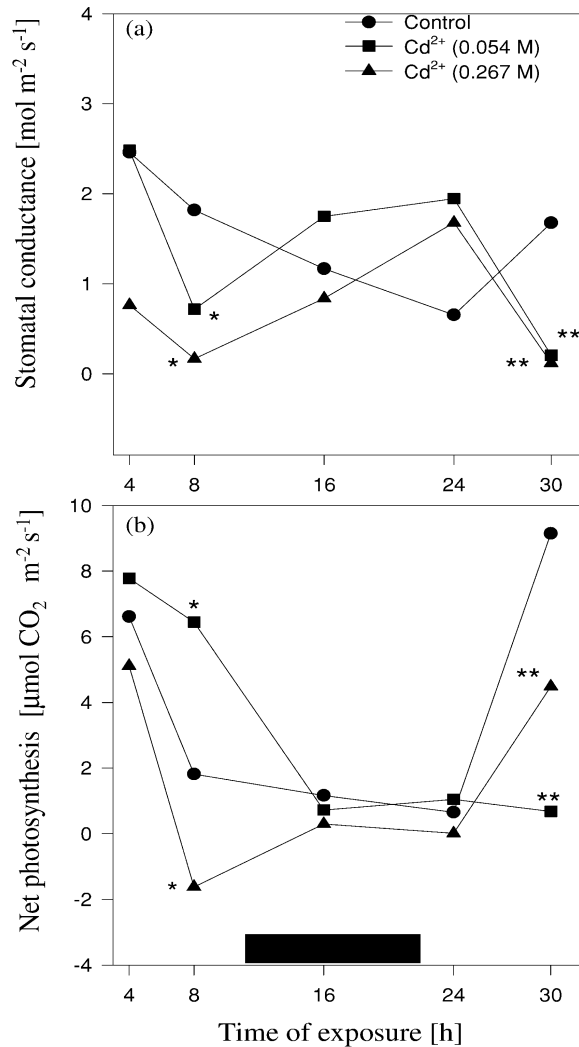 (a)
Control
Cd²⁺ (0.054 M)
Cd²⁺ (0.267 M)
Stomatal conductance [mol m⁻² s⁻¹]
4
3
2
1
0
*
*
**
**
4 8 16 24 30
(b)
Net photosynthesis [µmol CO₂ m⁻² s⁻¹]
10
8
6
4
2
0
-2
-4
*
*
**
**
4 8 16 24 30
Time of exposure [h]